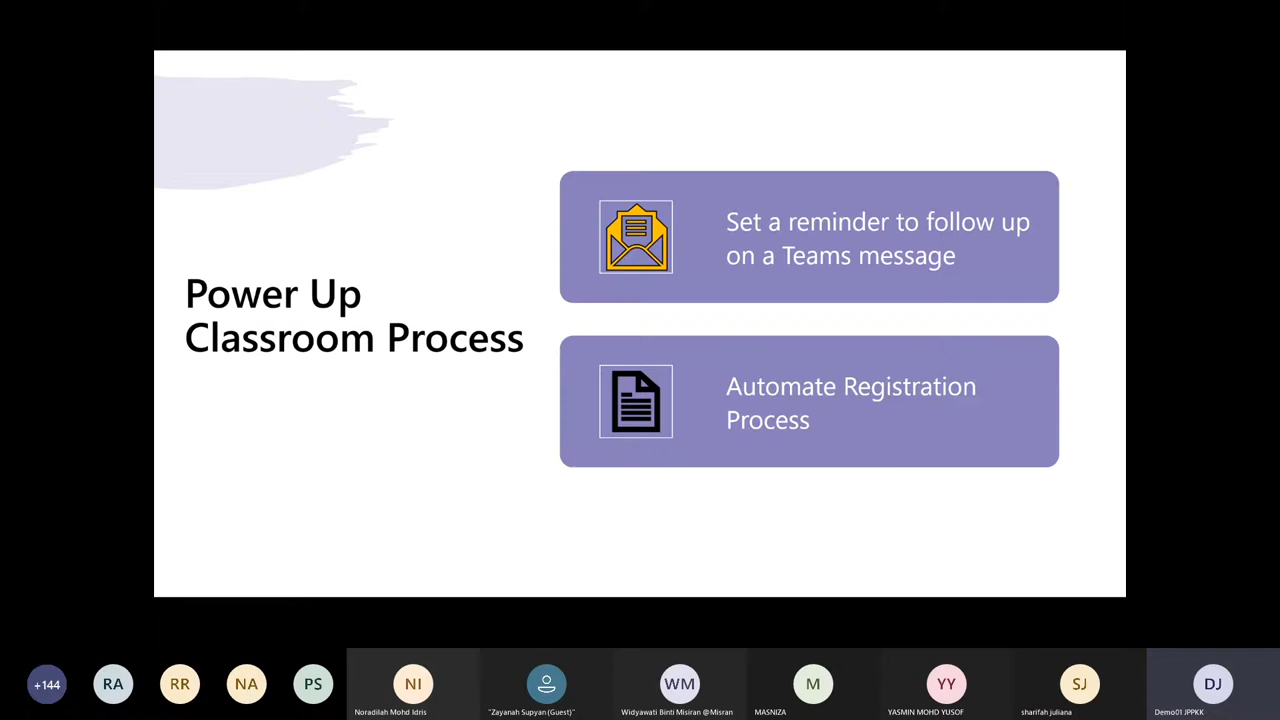 Power Up
Classroom Process
Set a reminder to follow up
on a Teams message
Automate Registration
Process
+144
RA
RR
NA
PS
NI
Noradilah Mohd Idris
"Zayanah Supyan (Guest)"
WM
Widyawati Binti Misiran @Misran
M
MASNIZA
YY
YASMIN MOHD YUSOF
SJ
sharifah juliana
DJ
Demo01 JPPKK